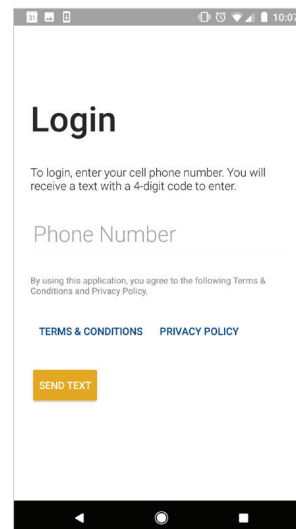 31 10:07
Login
To login, enter your cell phone number. You will
receive a text with a 4-digit code to enter.
Phone Number
By using this application, you agree to the following Terms &
Conditions and Privacy Policy.
TERMS & CONDITIONS PRIVACY POLICY
SEND TEXT